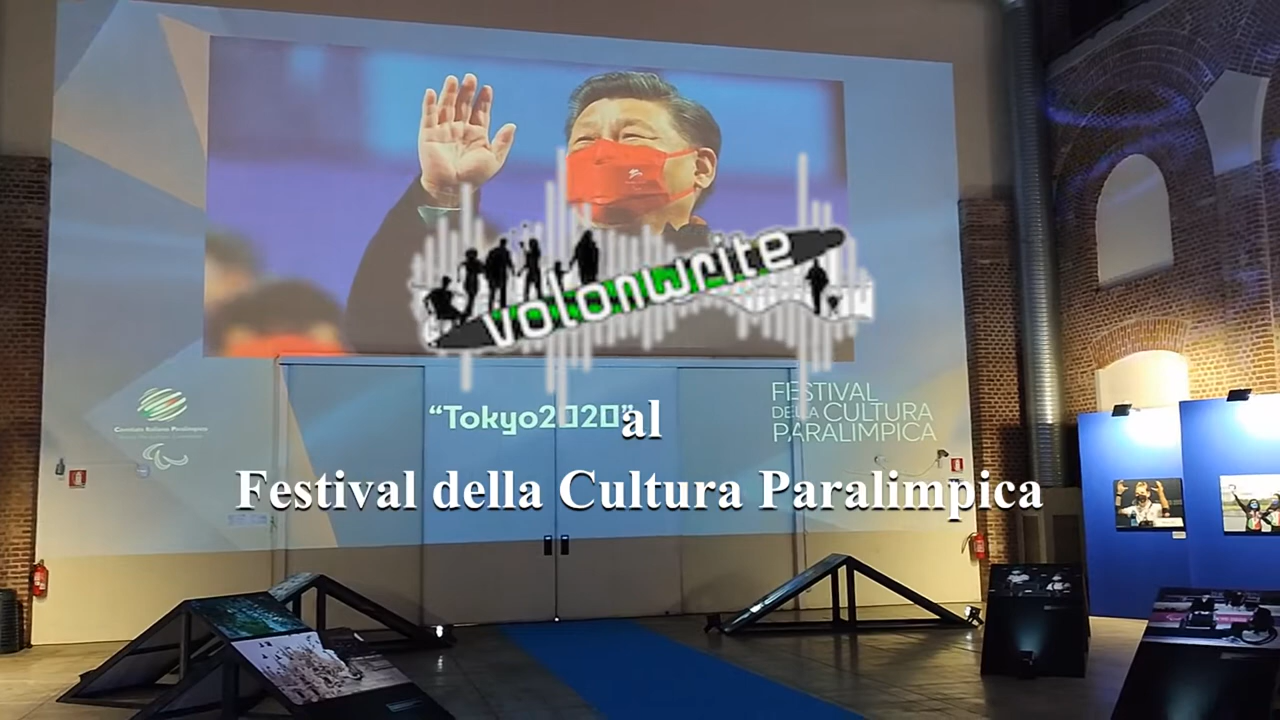 volonwrite
Comitato Italiano Paralimpico
"Tokyo2020"
FESTIVAL
DELLA CULTURA
PARALIMPICA
al
Festival della Cultura Paralimpica